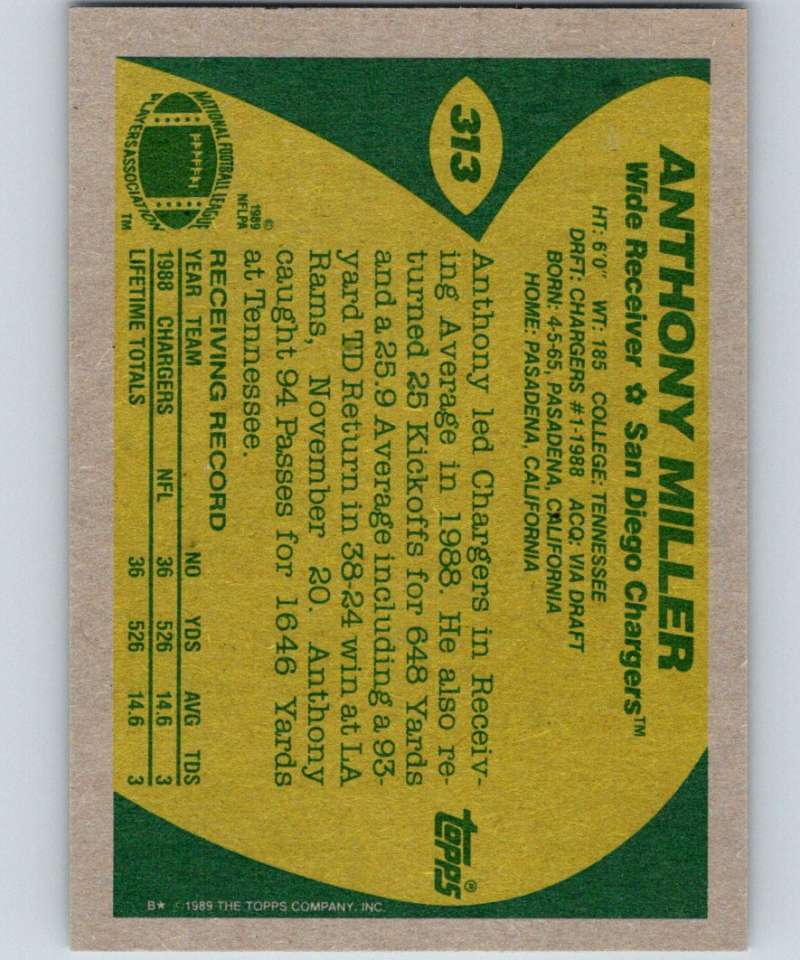 313
ANTHONY MILLER
Wide Receiver ✿ San Diego Chargers™
HT: 6'0" WT: 185 COLLEGE: TENNESSEE
DRFT: CHARGERS #1-1988 ACQ: VIA DRAFT
BORN: 4-5-65, PASADENA, CALIFORNIA
HOME: PASADENA, CALIFORNIA
Anthony led Chargers in Receiv-
ing Average in 1988. He also re-
turned 25 Kickoffs for 648 Yards
and a 25.9 Average including a 93-
yard TD Return in 38-24 win at LA
Rams, November 20. Anthony
caught 94 Passes for 1646 Yards
at Tennessee.
NATIONAL FOOTBALL LEAGUE
PLAYERS ASSOCIATION
TM
©
1989
NFLPA
RECEIVING RECORD
YEAR TEAM NO YDS AVG TDS
1988 CHARGERS NFL 36 526 14.6 3
LIFETIME TOTALS 36 526 14.6 3
TOPPS®
B★ ©1989 THE TOPPS COMPANY, INC.